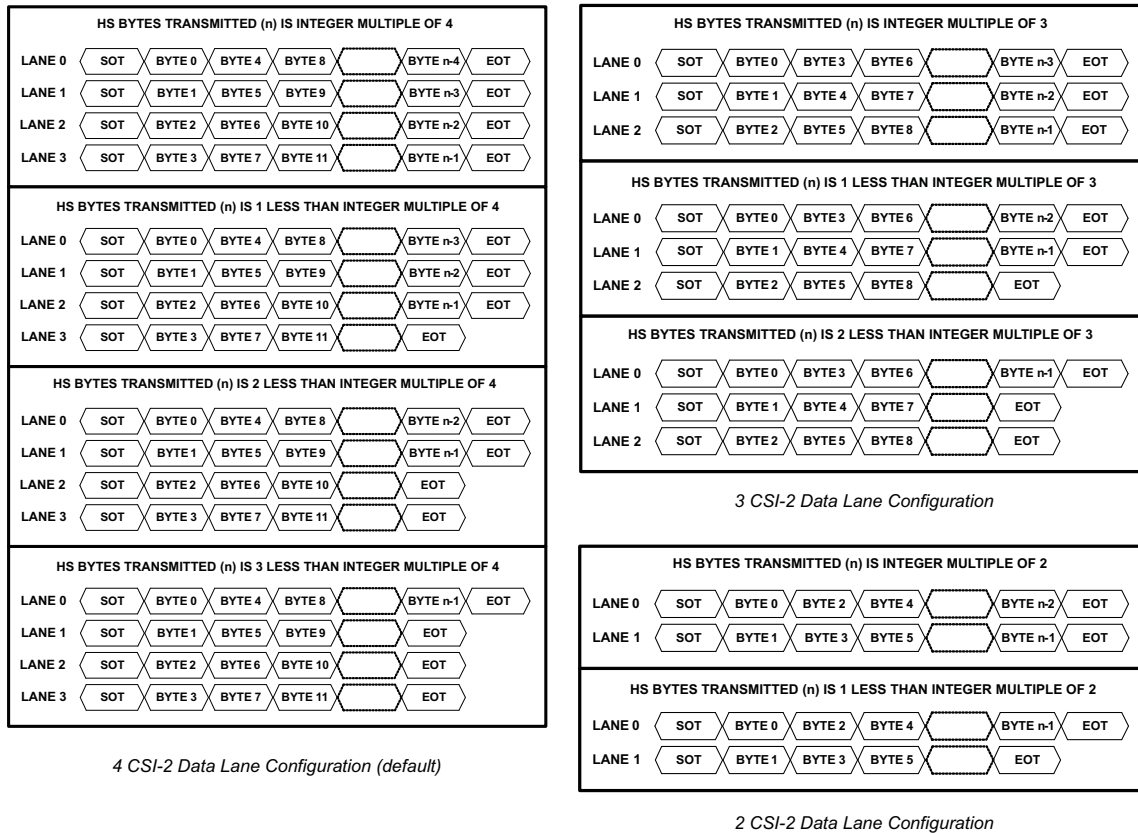 HS BYTES TRANSMITTED (n) IS INTEGER MULTIPLE OF 4
LANE 0 SOT BYTE 0 BYTE 4 BYTE 8 BYTE n-4 EOT
LANE 1 SOT BYTE 1 BYTE 5 BYTE 9 BYTE n-3 EOT
LANE 2 SOT BYTE 2 BYTE 6 BYTE 10 BYTE n-2 EOT
LANE 3 SOT BYTE 3 BYTE 7 BYTE 11 BYTE n-1 EOT
HS BYTES TRANSMITTED (n) IS 1 LESS THAN INTEGER MULTIPLE OF 4
LANE 0 SOT BYTE 0 BYTE 4 BYTE 8 BYTE n-3 EOT
LANE 1 SOT BYTE 1 BYTE 5 BYTE 9 BYTE n-2 EOT
LANE 2 SOT BYTE 2 BYTE 6 BYTE 10 BYTE n-1 EOT
LANE 3 SOT BYTE 3 BYTE 7 BYTE 11 EOT
HS BYTES TRANSMITTED (n) IS 2 LESS THAN INTEGER MULTIPLE OF 4
LANE 0 SOT BYTE 0 BYTE 4 BYTE 8 BYTE n-2 EOT
LANE 1 SOT BYTE 1 BYTE 5 BYTE 9 BYTE n-1 EOT
LANE 2 SOT BYTE 2 BYTE 6 BYTE 10 EOT
LANE 3 SOT BYTE 3 BYTE 7 BYTE 11 EOT
HS BYTES TRANSMITTED (n) IS 3 LESS THAN INTEGER MULTIPLE OF 4
LANE 0 SOT BYTE 0 BYTE 4 BYTE 8 BYTE n-1 EOT
LANE 1 SOT BYTE 1 BYTE 5 BYTE 9 EOT
LANE 2 SOT BYTE 2 BYTE 6 BYTE 10 EOT
LANE 3 SOT BYTE 3 BYTE 7 BYTE 11 EOT
4 CSI-2 Data Lane Configuration (default)
HS BYTES TRANSMITTED (n) IS INTEGER MULTIPLE OF 3
LANE 0 SOT BYTE 0 BYTE 3 BYTE 6 BYTE n-3 EOT
LANE 1 SOT BYTE 1 BYTE 4 BYTE 7 BYTE n-2 EOT
LANE 2 SOT BYTE 2 BYTE 5 BYTE 8 BYTE n-1 EOT
HS BYTES TRANSMITTED (n) IS 1 LESS THAN INTEGER MULTIPLE OF 3
LANE 0 SOT BYTE 0 BYTE 3 BYTE 6 BYTE n-2 EOT
LANE 1 SOT BYTE 1 BYTE 4 BYTE 7 BYTE n-1 EOT
LANE 2 SOT BYTE 2 BYTE 5 BYTE 8 EOT
HS BYTES TRANSMITTED (n) IS 2 LESS THAN INTEGER MULTIPLE OF 3
LANE 0 SOT BYTE 0 BYTE 3 BYTE 6 BYTE n-1 EOT
LANE 1 SOT BYTE 1 BYTE 4 BYTE 7 EOT
LANE 2 SOT BYTE 2 BYTE 5 BYTE 8 EOT
3 CSI-2 Data Lane Configuration
HS BYTES TRANSMITTED (n) IS INTEGER MULTIPLE OF 2
LANE 0 SOT BYTE 0 BYTE 2 BYTE 4 BYTE n-2 EOT
LANE 1 SOT BYTE 1 BYTE 3 BYTE 5 BYTE n-1 EOT
HS BYTES TRANSMITTED (n) IS 1 LESS THAN INTEGER MULTIPLE OF 2
LANE 0 SOT BYTE 0 BYTE 2 BYTE 4 BYTE n-1 EOT
LANE 1 SOT BYTE 1 BYTE 3 BYTE 5 EOT
2 CSI-2 Data Lane Configuration